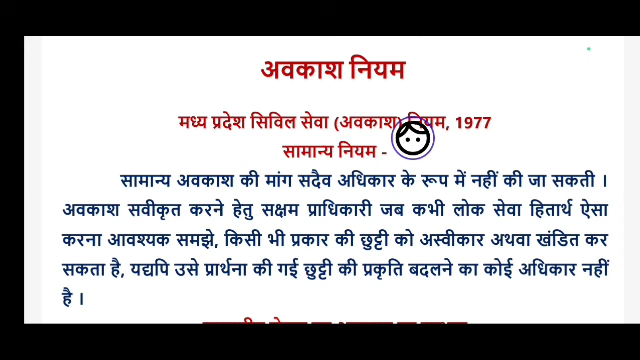 अवकाश नियम
मध्य प्रदेश सिविल सेवा (अवकाश) नियम, 1977
सामान्य नियम -
सामान्य अवकाश की मांग सदैव अधिकार के रूप में नहीं की जा सकती ।
अवकाश सवीकृत करने हेतु सक्षम प्राधिकारी जब कभी लोक सेवा हितार्थ ऐसा
करना आवश्यक समझे, किसी भी प्रकार की छुट्टी को अस्वीकार अथवा खंडित कर
सकता है, यद्यपि उसे प्रार्थना की गई छुट्टी की प्रकृति बदलने का कोई अधिकार नहीं
है ।